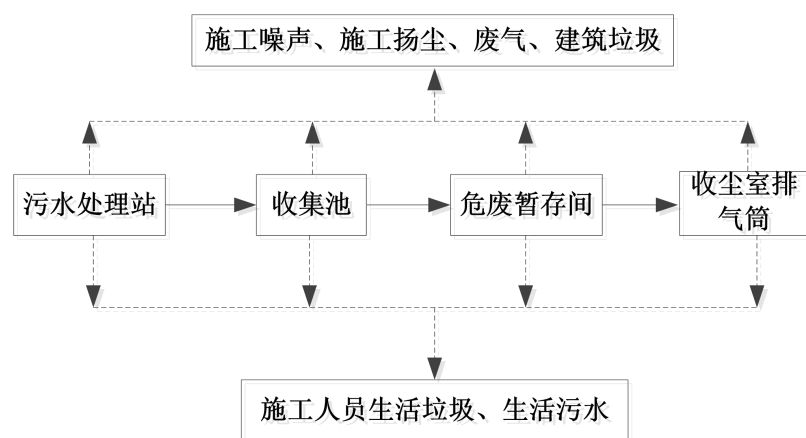 施工噪声、施工扬尘、废气、建筑垃圾
污水处理站
收集池
危废暂存间
收尘室排
气筒
施工人员生活垃圾、生活污水